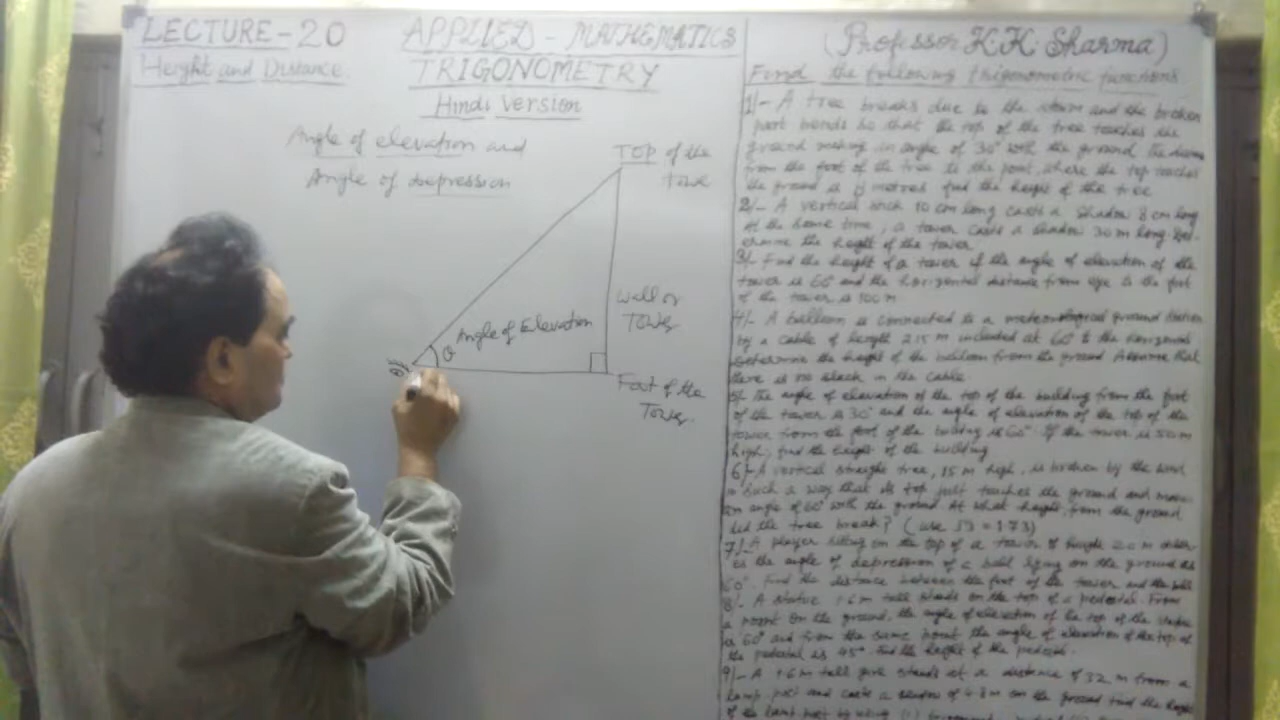 LECTURE-20
Height and Distance.
APPLIED - MATHEMATICS
TRIGONOMETRY
Hindi Version
Angle of elevation and
Angle of Depression
TOP of the
Wall or
Tower
Angle of Elevation
θ
Foot of the
Tower.
(Professor KK Sharma)
Find the following trigonometric functions
1/- A tree breaks due to the storm and the broken
part bends so that the top of the tree touches the
ground making an angle of 30° with the ground. The
from the foot of the tree to the point where the top touches
the ground is 8 metres find the height of the tree
2/- A vertical stick 10 cm long casts a shadow 8 cm long
At the same time, a tower casts a shadow 30 m long. Det-
ermine the height of the tower.
3/- Find the height of a tower if the angle of elevation of the
tower is 60° and the horizontal distance from eye to the foot
of the tower is 100 m
4/- A balloon is connected to a meteorological ground station
by a cable of length 215 m inclined at 60° to the horizontal
determine the height of the balloon from the ground Assume that
there is no slack in the cable.
5/- The angle of elevation of the top of the building from the foot
of the tower is 30° and the angle of elevation of the top of the
tower from the foot of the building is 60° If the tower is 50m
high, find the height of the building
6/- A vertical straight tree, 15 m high, is broken by the wind
in such a way that its top just touches the ground and makes
an angle of 60° with the ground. At what height from the ground
did the tree break? (use √3 = 1.73)
7/- A player sitting on the top of a tower of height 20 m observ
es the angle of depression of a ball lying on the ground as
60°. Find the distance between the foot of the tower and the ball
8/- A statue 1.6 m tall stands on the top of a pedestal. From
a point on the ground, the angle of elevation of the top of the statue
is 60° and from the same point the angle of elevation of the top of
the pedestal is 45°. Find the height of the pedestal.
9/- A 1.6 m tall girl stands at a distance of 3.2 m from a
lamp-post and casts a shadow of 4.8 m on the ground find the height
of the lamp post by using (i) trigonometric